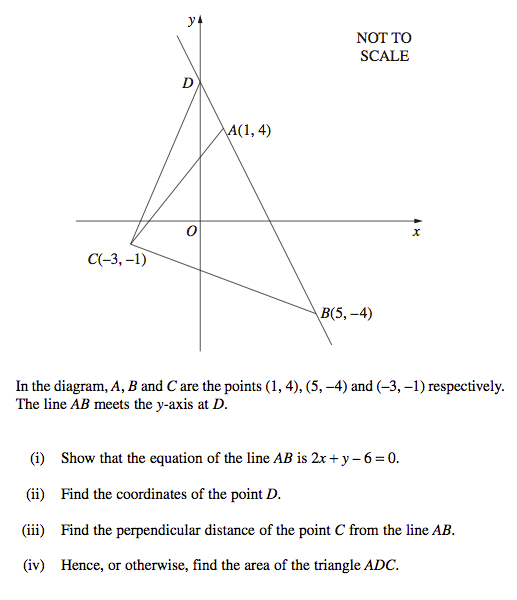 y
NOT TO
SCALE
D
A(1, 4)
O
x
C(–3, –1)
B(5, –4)
In the diagram, A, B and C are the points (1, 4), (5, –4) and (–3, –1) respectively.
The line AB meets the y-axis at D.
(i) Show that the equation of the line AB is 2x + y – 6 = 0.
(ii) Find the coordinates of the point D.
(iii) Find the perpendicular distance of the point C from the line AB.
(iv) Hence, or otherwise, find the area of the triangle ADC.